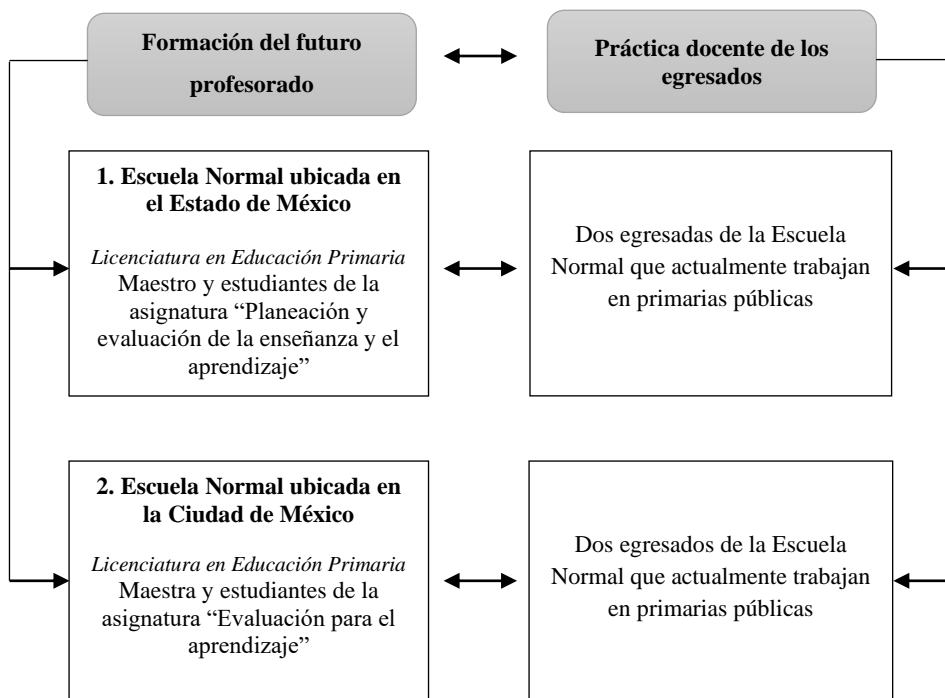 Formación del futuro
profesorado
Práctica docente de los
egresados
1. Escuela Normal ubicada en
el Estado de México
Licenciatura en Educación Primaria
Maestro y estudiantes de la
asignatura “Planeación y
evaluación de la enseñanza y el
aprendizaje”
Dos egresadas de la Escuela
Normal que actualmente trabajan
en primarias públicas
2. Escuela Normal ubicada en
la Ciudad de México
Licenciatura en Educación Primaria
Maestra y estudiantes de la
asignatura “Evaluación para el
aprendizaje”
Dos egresados de la Escuela
Normal que actualmente trabajan
en primarias públicas